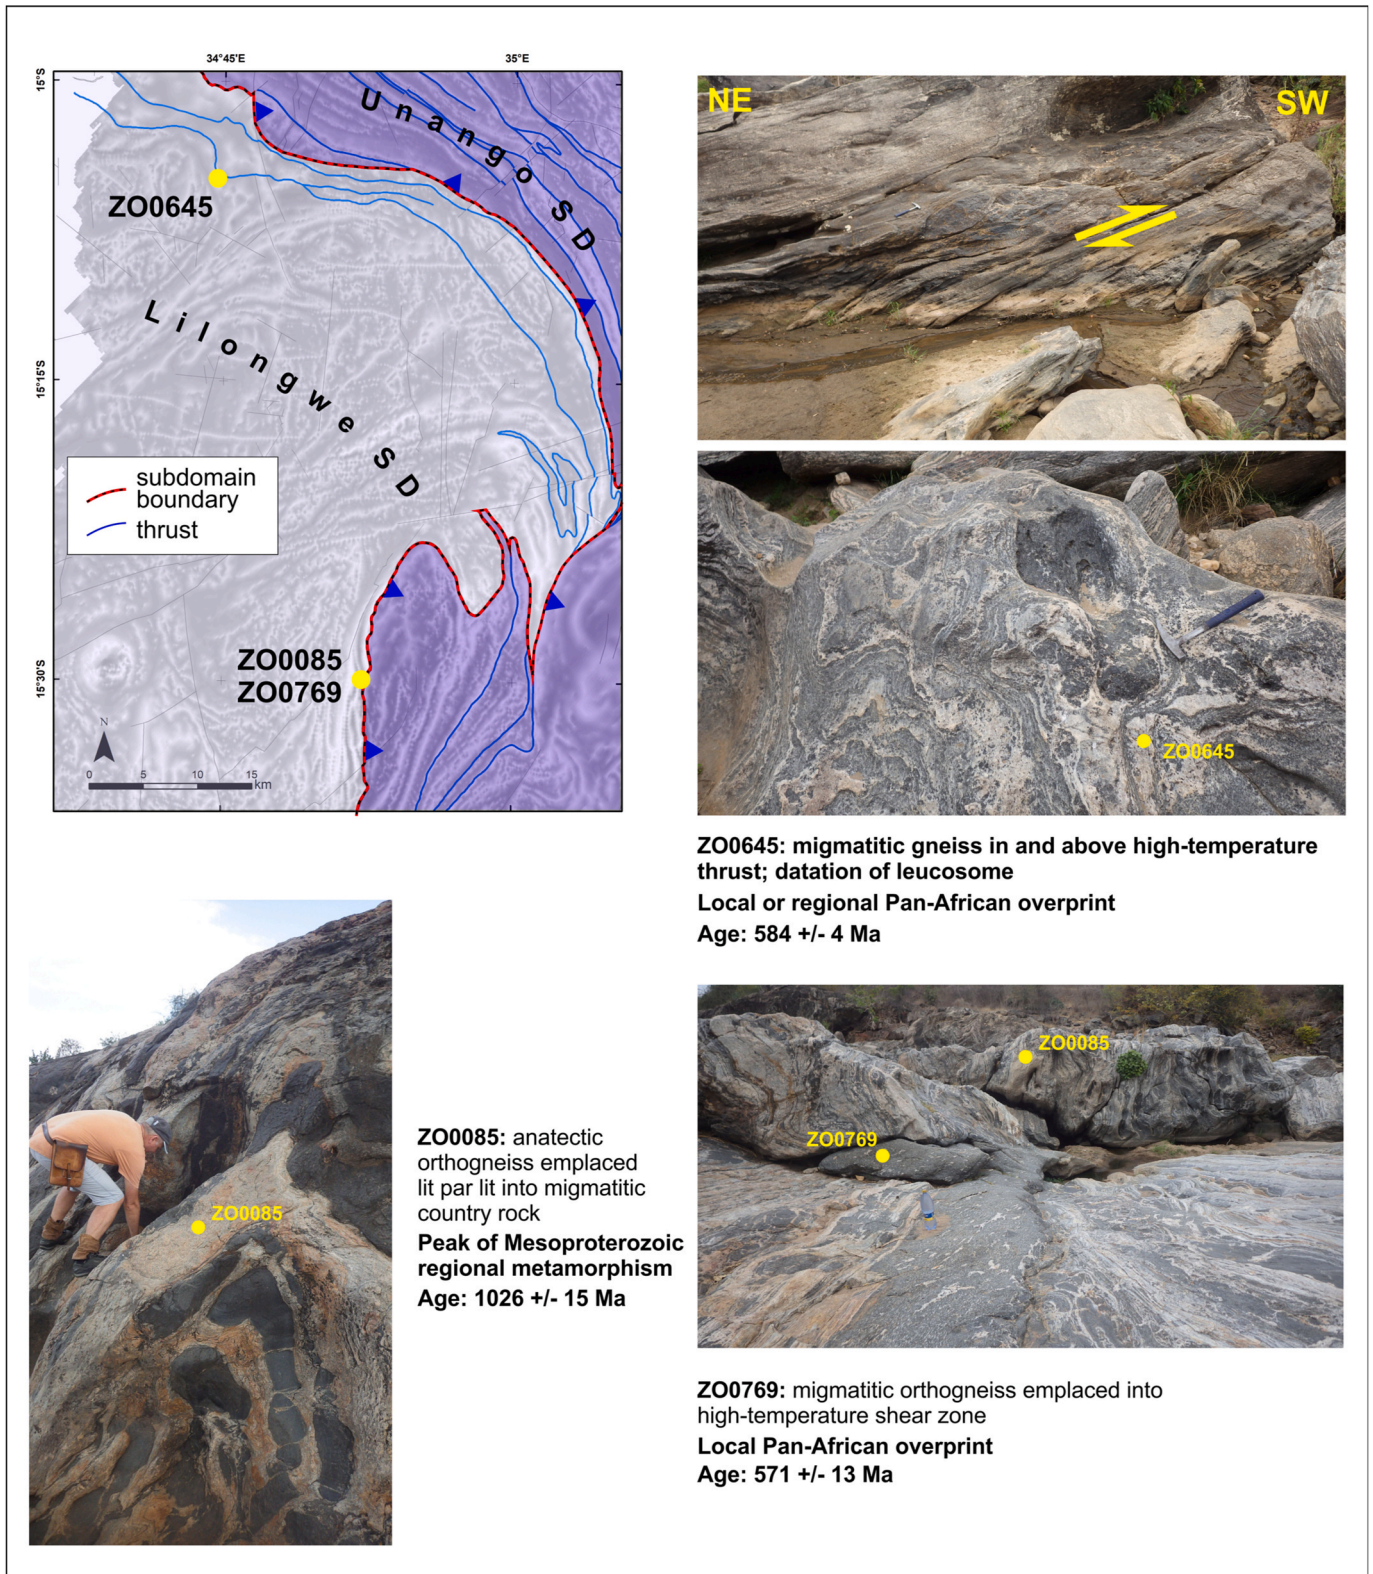 34°45'E
35°E
15°S
15°15'S
15°30'S
Unango SD
Lilongwe SD
ZO0645
ZO0085
ZO0769
subdomain
boundary
thrust
N
0 5 10 15
km
NE
SW
ZO0645
ZO0645: migmatitic gneiss in and above high-temperature
thrust; datation of leucosome
Local or regional Pan-African overprint
Age: 584 +/- 4 Ma
ZO0085
ZO0085: anatectic
orthogneiss emplaced
lit par lit into migmatitic
country rock
Peak of Mesoproterozoic
regional metamorphism
Age: 1026 +/- 15 Ma
ZO0085
ZO0769
ZO0769: migmatitic orthogneiss emplaced into
high-temperature shear zone
Local Pan-African overprint
Age: 571 +/- 13 Ma